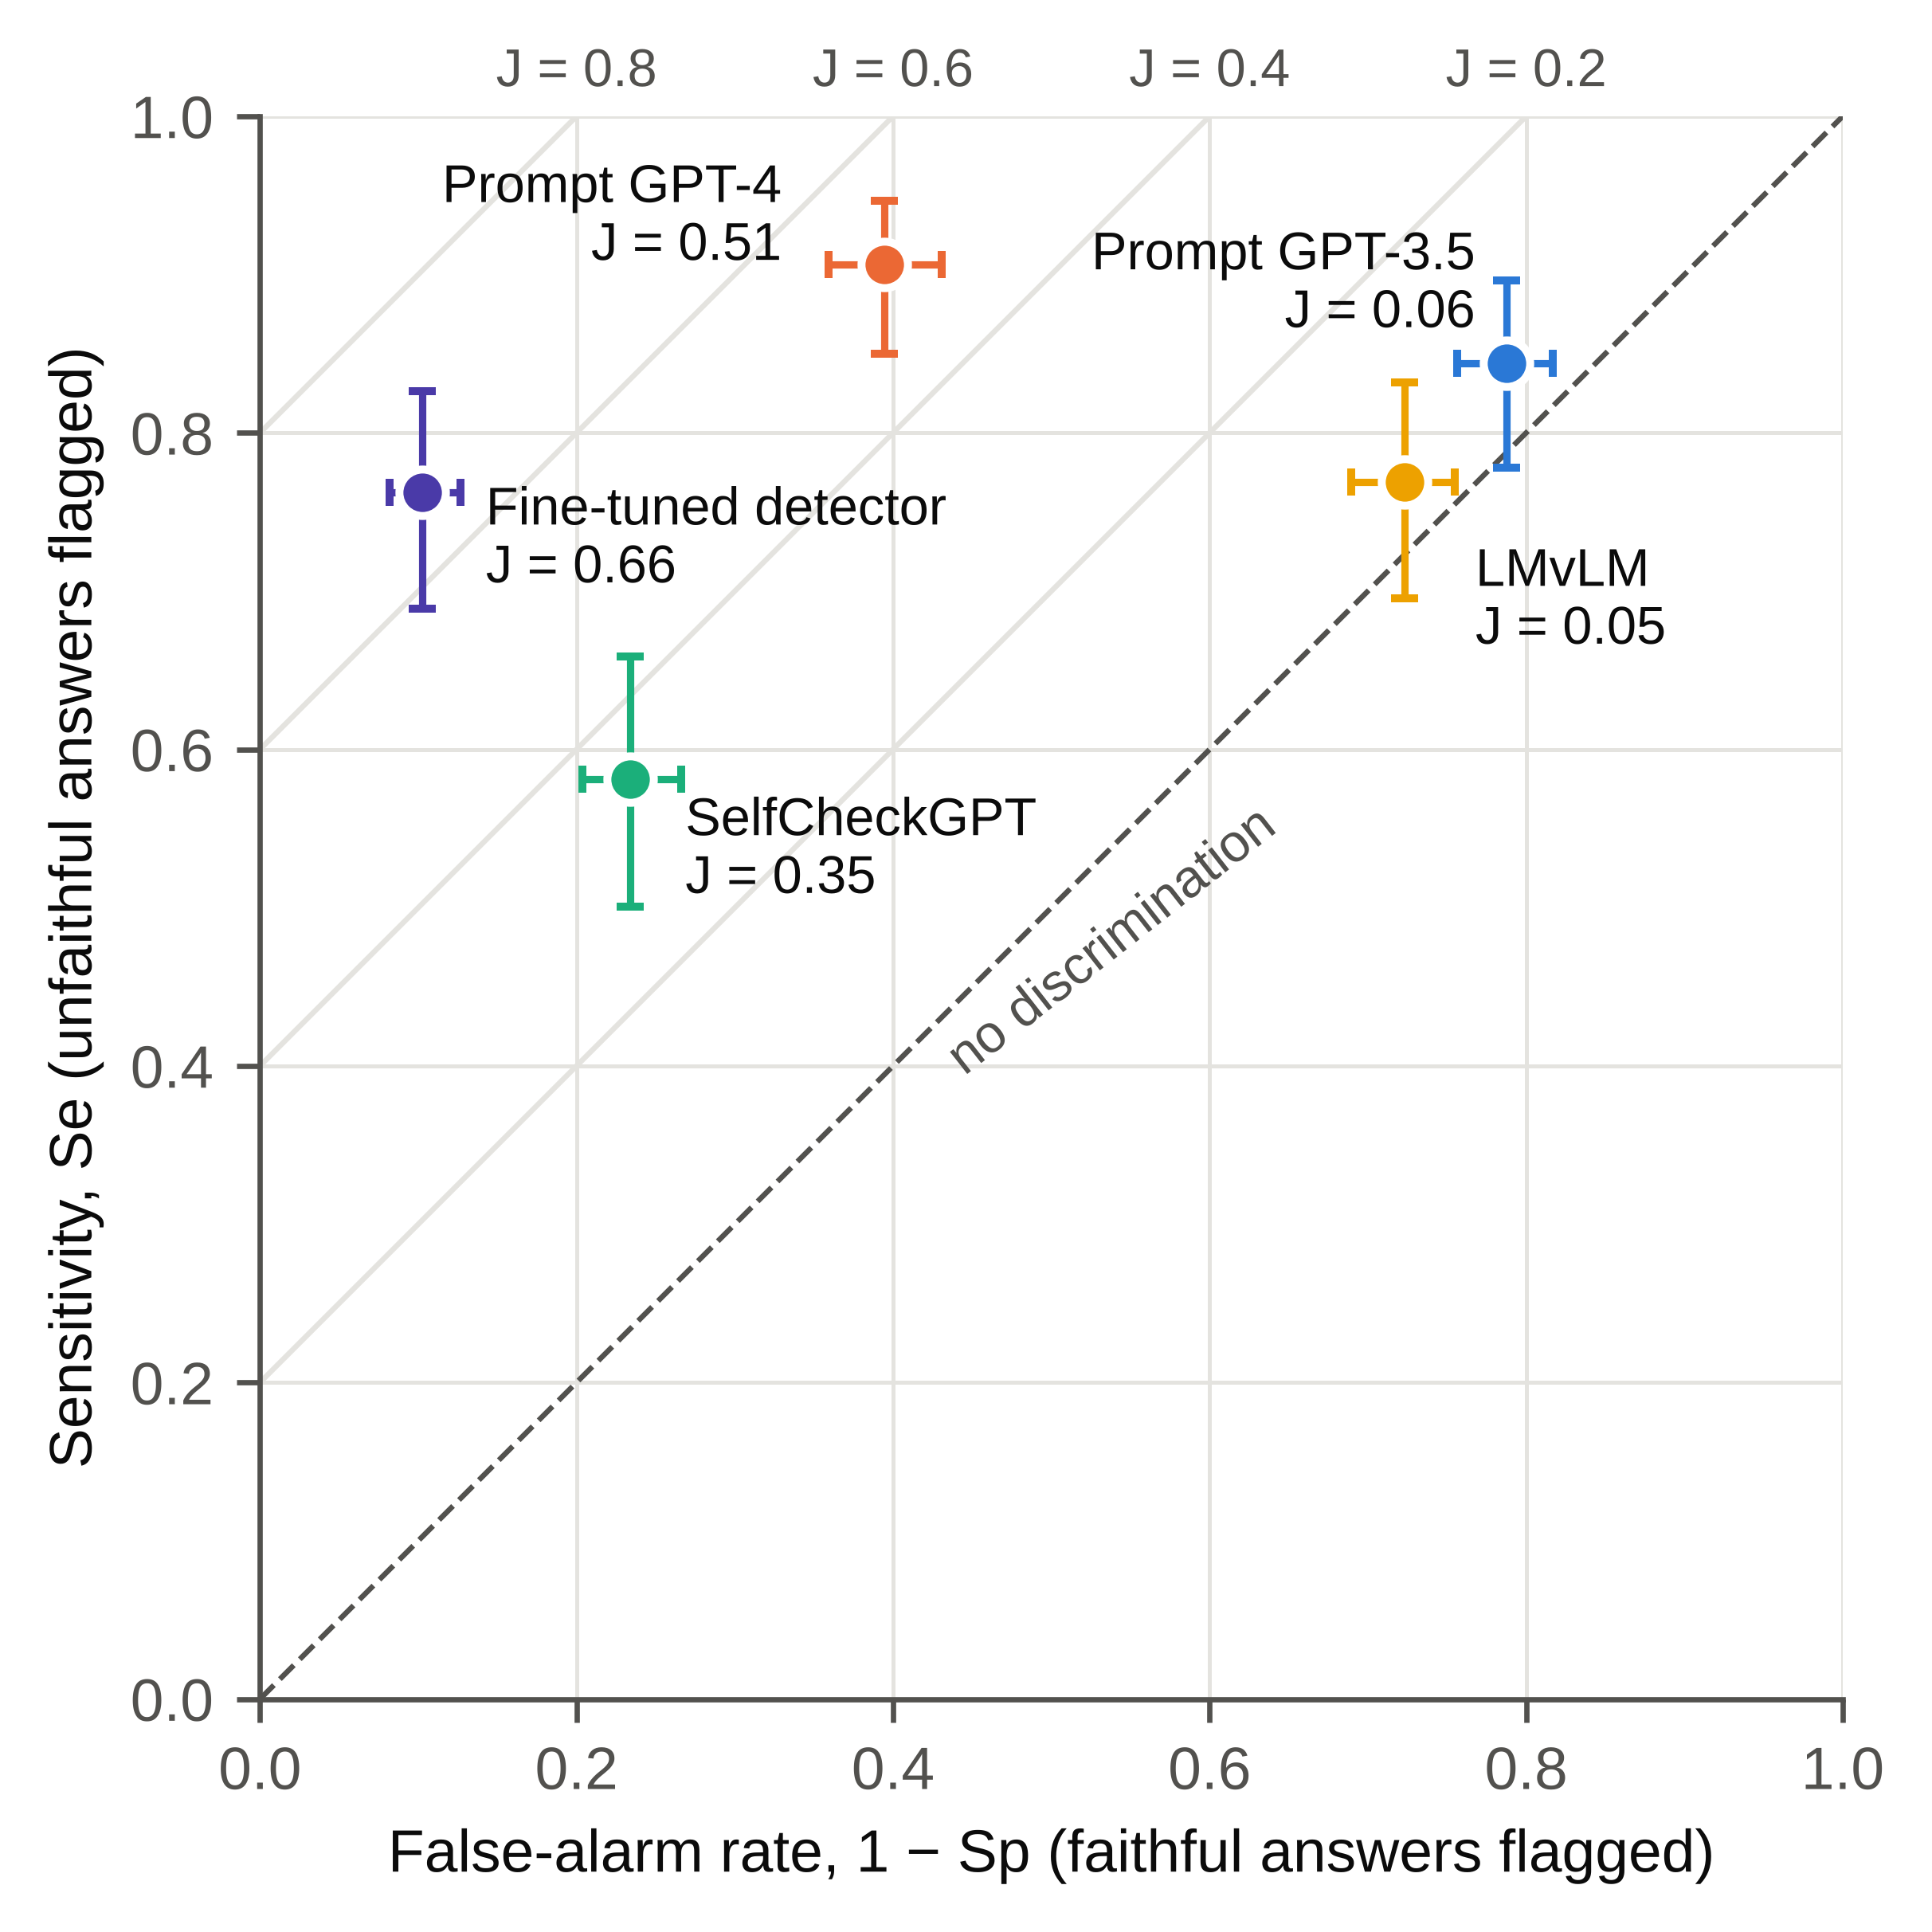 J = 0.8
J = 0.6
J = 0.4
J = 0.2
1.0
0.8
0.6
0.4
0.2
0.0
Sensitivity, Se (unfaithful answers flagged)
Prompt GPT-4
J = 0.51
Prompt GPT-3.5
J = 0.06
Fine-tuned detector
J = 0.66
LMvLM
J = 0.05
SelfCheckGPT
J = 0.35
no discrimination
0.0
0.2
0.4
0.6
0.8
1.0
False-alarm rate, 1 − Sp (faithful answers flagged)